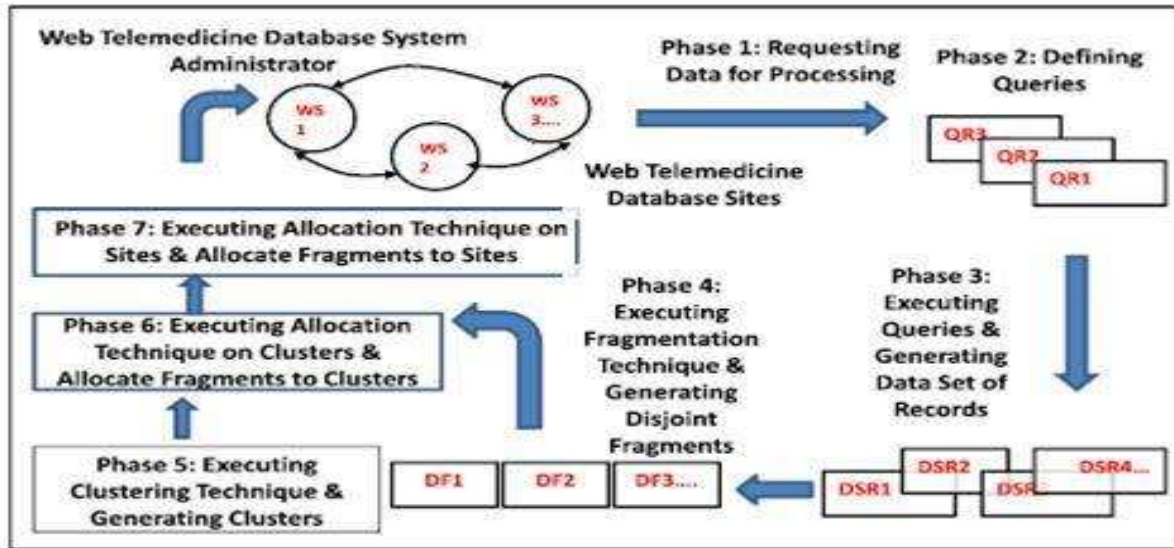 Web Telemedicine Database System
Administrator
WS
1
WS
2
WS
3....
Phase 1: Requesting
Data for Processing
Web Telemedicine
Database Sites
Phase 2: Defining
Queries
QR3
QR2
QR1
Phase 3:
Executing
Queries &
Generating
Data Set of
Records
DSR1
DSR2
DSR4...
Phase 4:
Executing
Fragmentation
Technique &
Generating
Disjoint
Fragments
DF1
DF2
DF3....
Phase 5: Executing
Clustering Technique &
Generating Clusters
Phase 6: Executing Allocation
Technique on Clusters &
Allocate Fragments to Clusters
Phase 7: Executing Allocation Technique on
Sites & Allocate Fragments to Sites